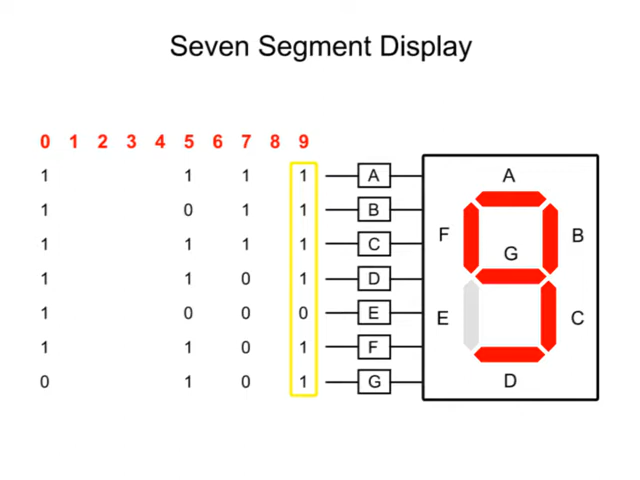 Seven Segment Display
0 1 2 3 4 5 6 7 8 9
1 1 1 1 A A
1 0 1 1 B F B
1 1 1 1 C G
1 1 0 1 D
1 0 0 0 E E C
1 1 0 1 F
0 1 0 1 G D